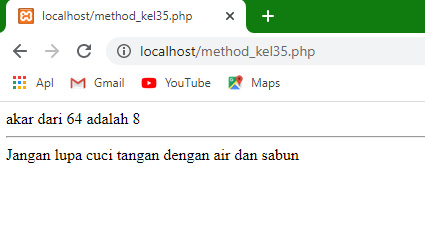 localhost/method_kel35.php
localhost/method_kel35.php
Apl Gmail YouTube Maps
akar dari 64 adalah 8
Jangan lupa cuci tangan dengan air dan sabun